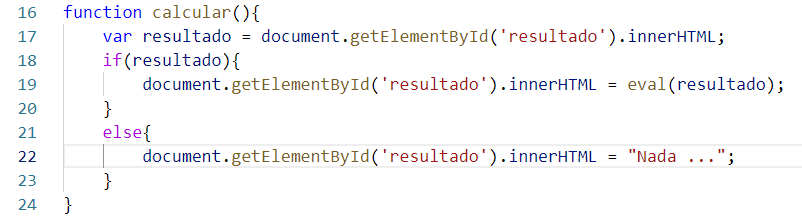 16 function calcular(){
17     var resultado = document.getElementById('resultado').innerHTML;
18     if(resultado){
19         document.getElementById('resultado').innerHTML = eval(resultado);
20     }
21     else{
22         document.getElementById('resultado').innerHTML = "Nada ...";
23     }
24 }